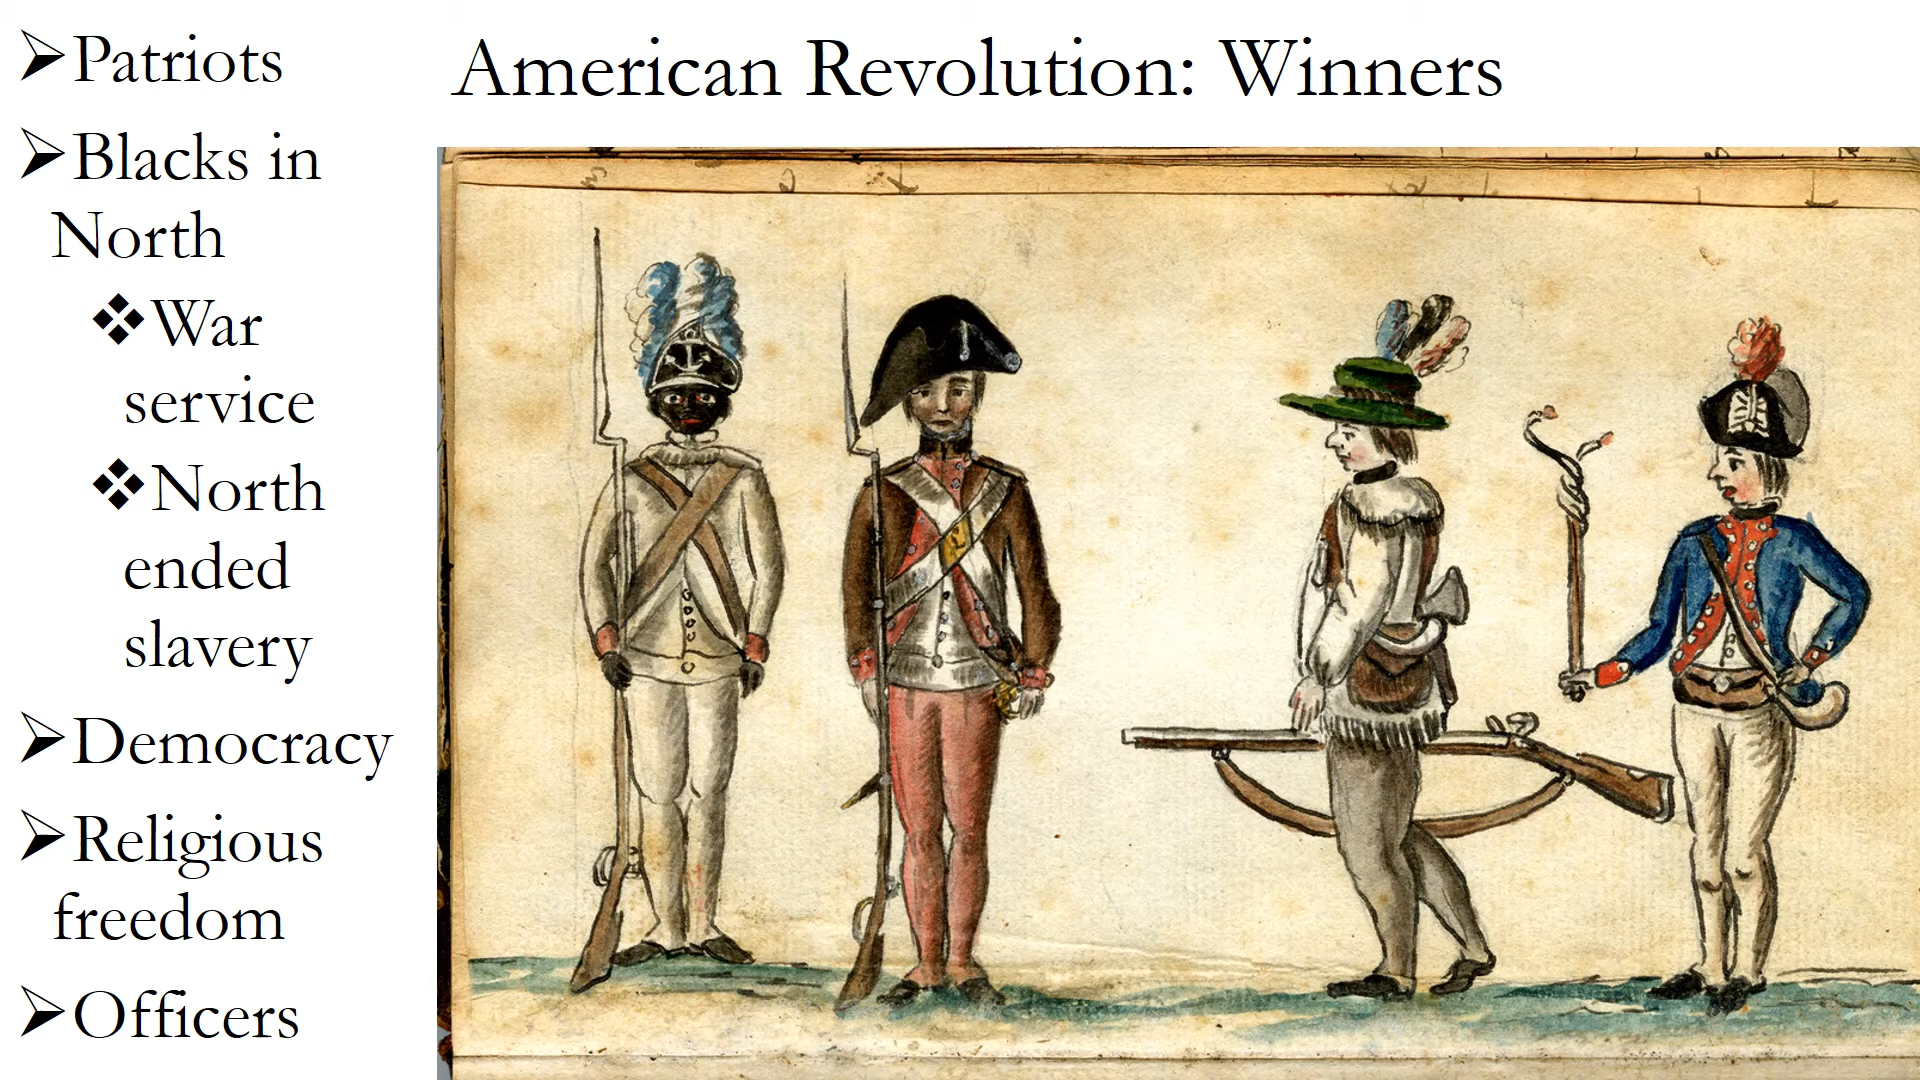 American Revolution: Winners
Patriots
Blacks in
North
War
service
North
ended
slavery
Democracy
Religious
freedom
Officers